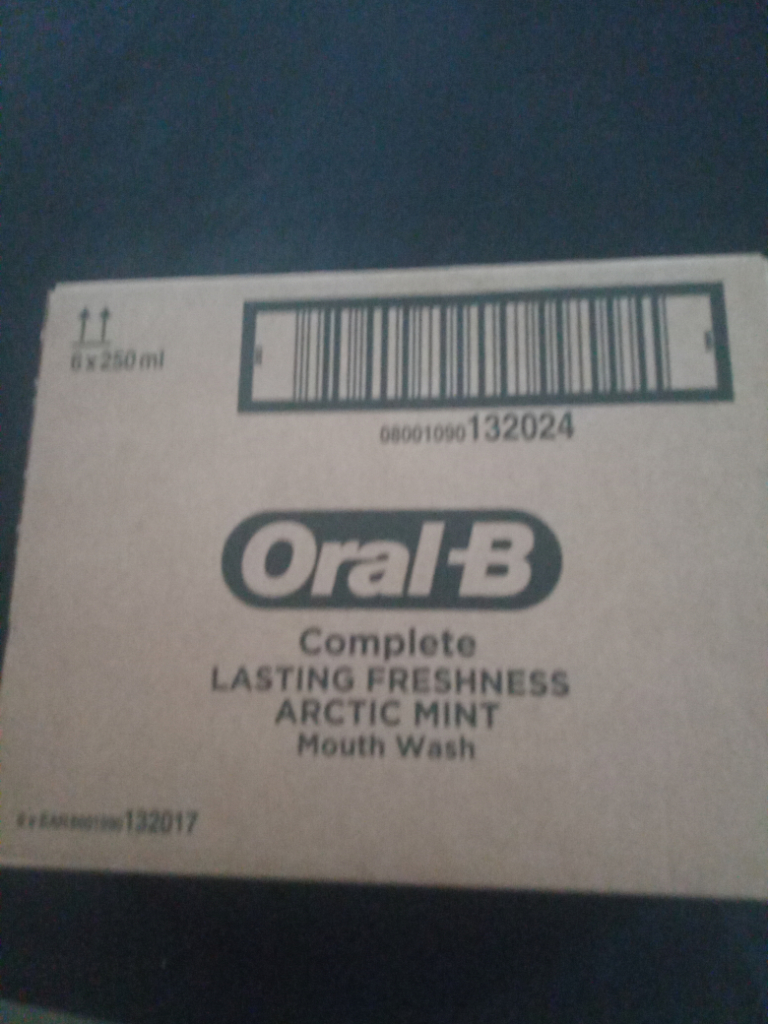 6 x 250 ml
08001090132024
Oral-B
Complete
LASTING FRESHNESS
ARCTIC MINT
Mouth Wash
132017